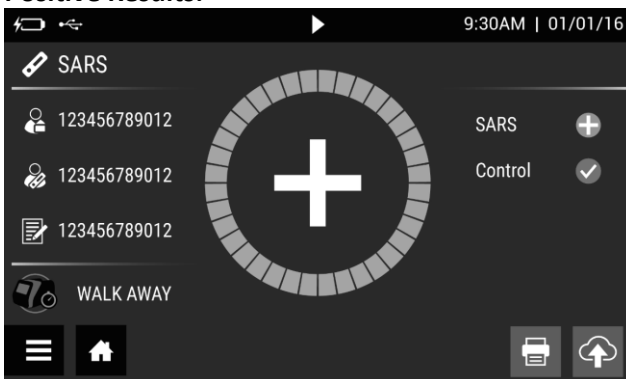 Positive Results:
9:30AM | 01/01/16
SARS
123456789012
123456789012
123456789012
WALK AWAY
SARS
Control